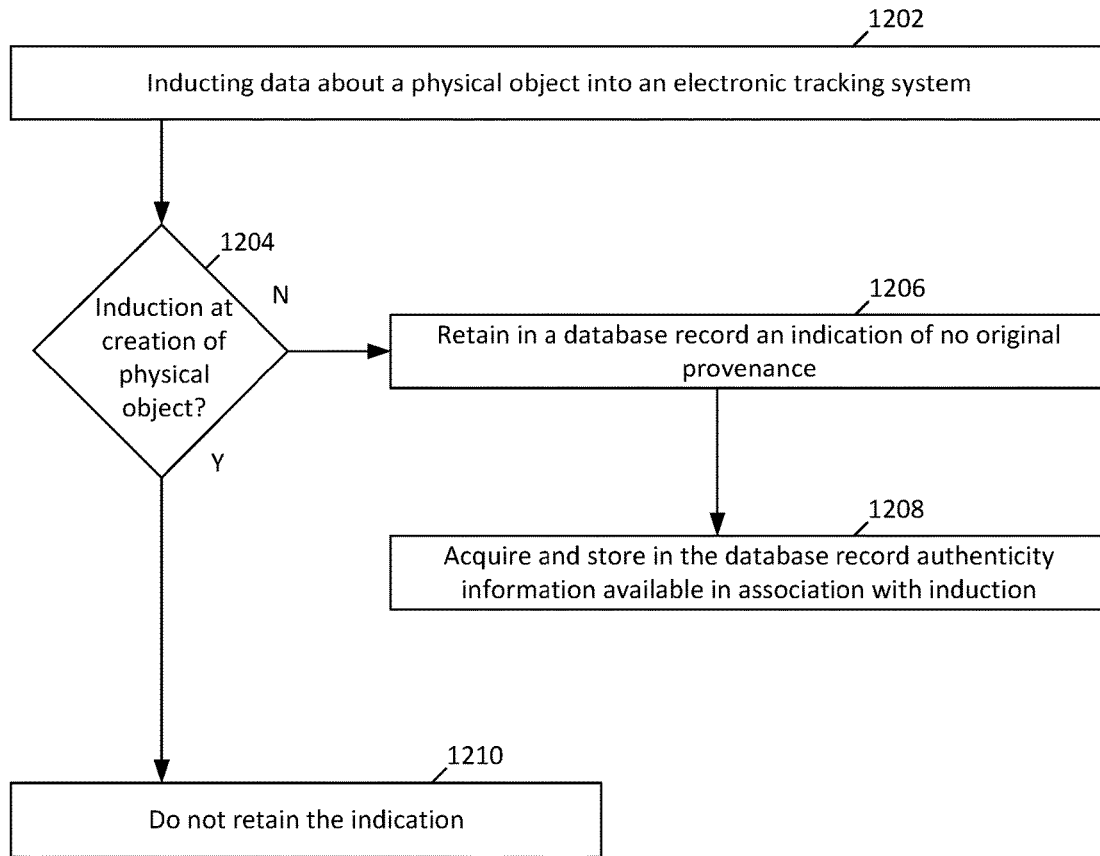 1202
Inducting data about a physical object into an electronic tracking system
1204
Induction at
creation of
physical
object?
N
1206
Retain in a database record an indication of no original
provenance
Y
1208
Acquire and store in the database record authenticity
information available in association with induction
1210
Do not retain the indication